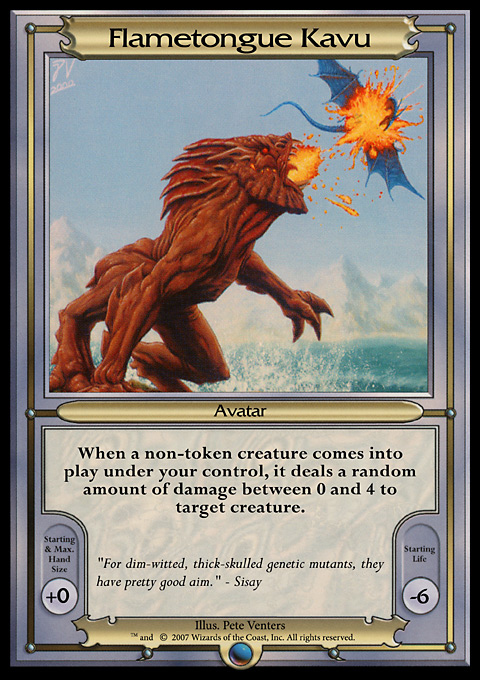 Flametongue Kavu
PV
2000
Avatar
When a non-token creature comes into
play under your control, it deals a random
amount of damage between 0 and 4 to
target creature.
"For dim-witted, thick-skulled genetic mutants, they
have pretty good aim." - Sisay
Starting
& Max.
Hand
Size
+0
Starting
Life
-6
Illus. Pete Venters
™ and © 2007 Wizards of the Coast, Inc. All rights reserved.